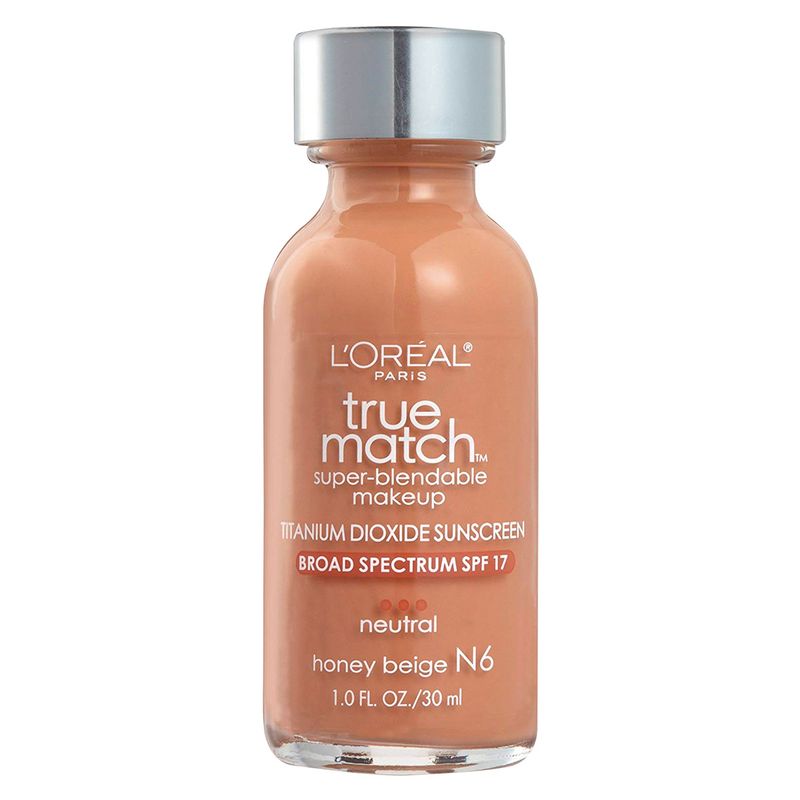 L'ORÉAL®
PARIS
true
match™
super-blendable
makeup
TITANIUM DIOXIDE SUNSCREEN
BROAD SPECTRUM SPF 17
neutral
honey beige N6
1.0 FL. OZ./30 ml